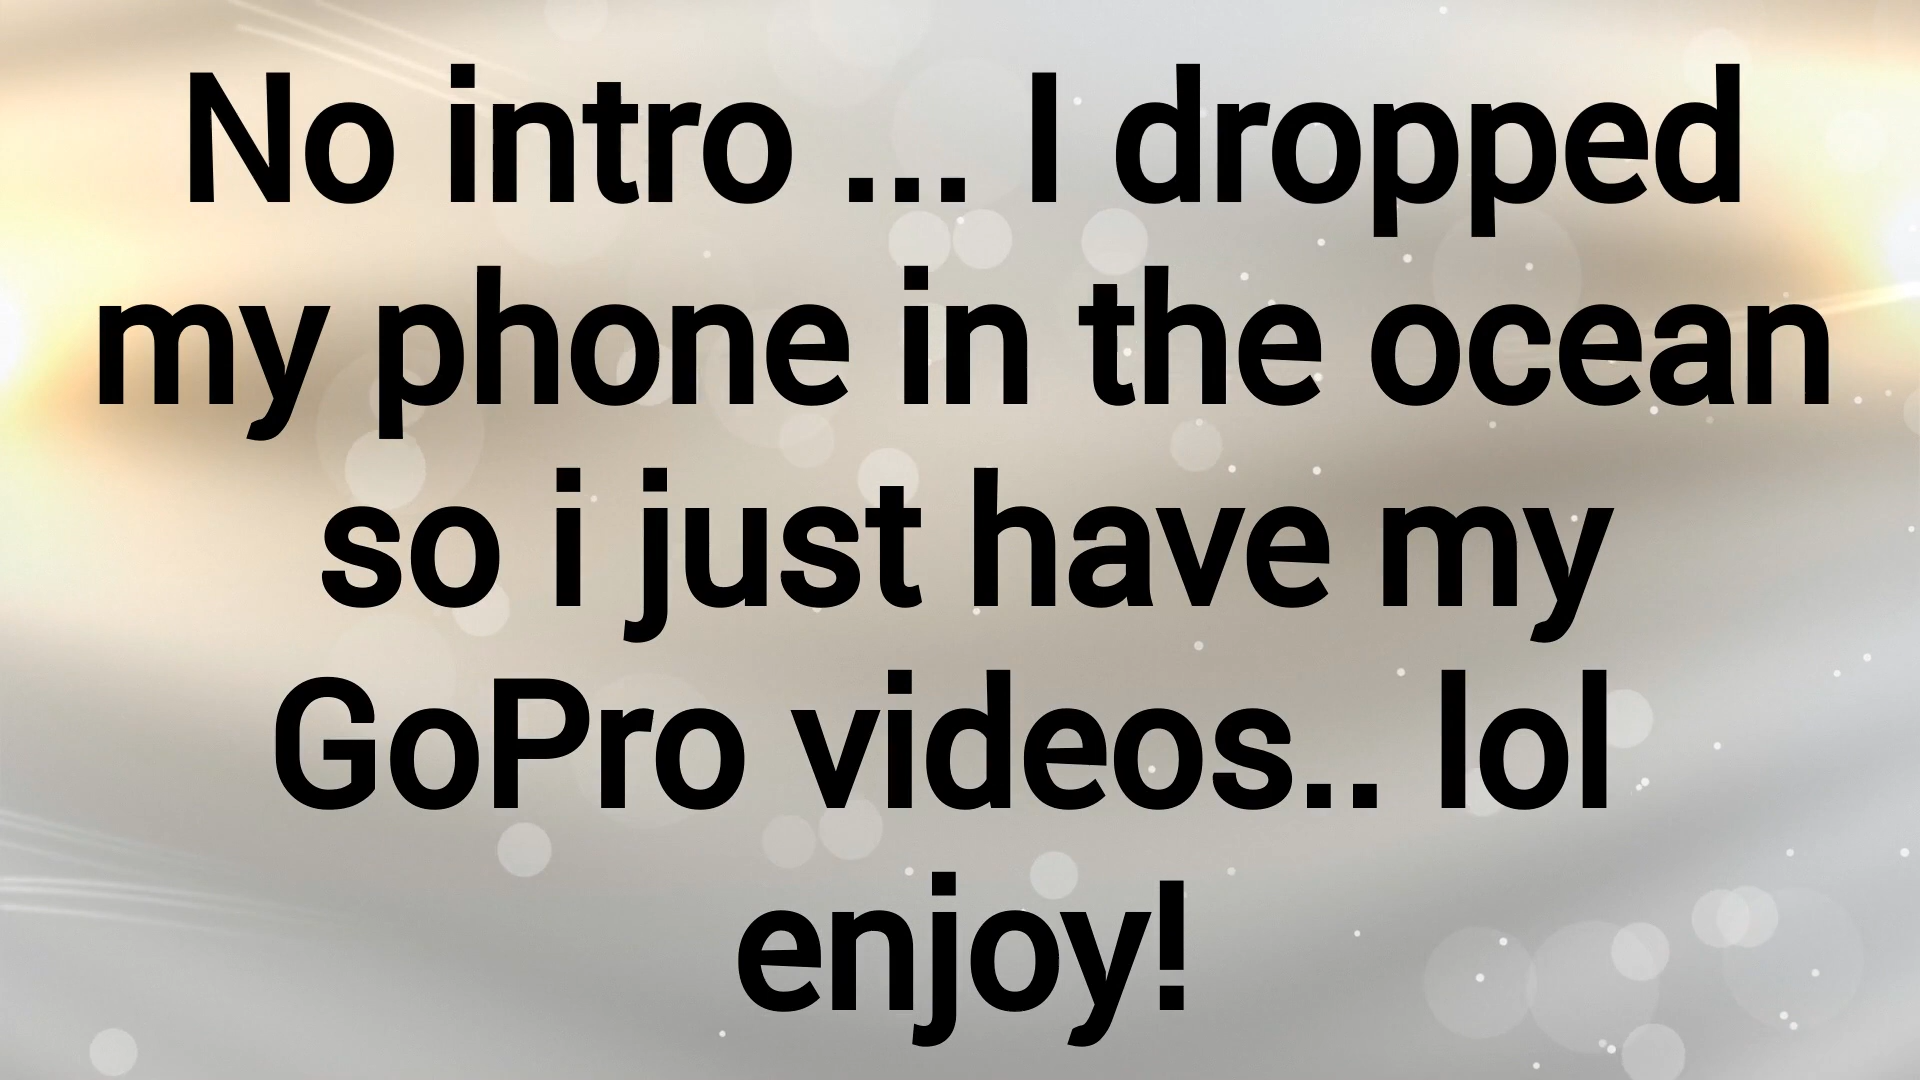 No intro ... I dropped
my phone in the ocean
so i just have my
GoPro videos.. lol
enjoy!